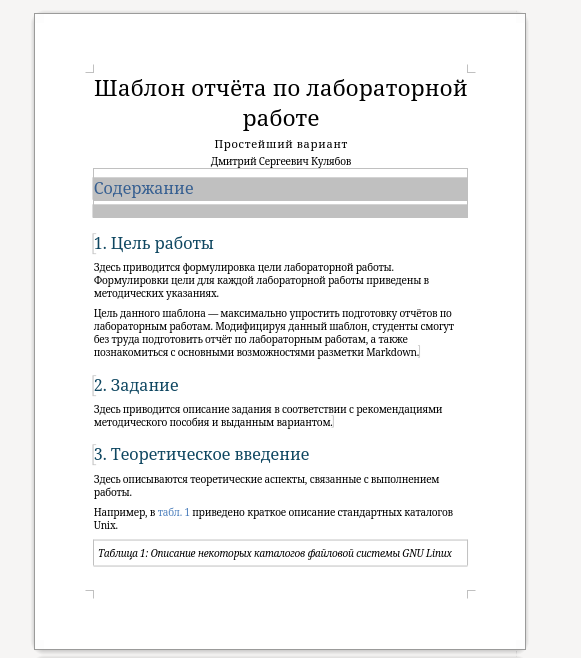 Шаблон отчёта по лабораторной
работе
Простейший вариант
Дмитрий Сергеевич Кулябов
Содержание
1. Цель работы
Здесь приводится формулировка цели лабораторной работы.
Формулировки цели для каждой лабораторной работы приведены в
методических указаниях.
Цель данного шаблона — максимально упростить подготовку отчётов по
лабораторным работам. Модифицируя данный шаблон, студенты смогут
без труда подготовить отчёт по лабораторным работам, а также
познакомиться с основными возможностями разметки Markdown.
2. Задание
Здесь приводится описание задания в соответствии с рекомендациями
методического пособия и выданным вариантом.
3. Теоретическое введение
Здесь описываются теоретические аспекты, связанные с выполнением
работы.
Например, в табл. 1 приведено краткое описание стандартных каталогов
Unix.
Таблица 1: Описание некоторых каталогов файловой системы GNU Linux